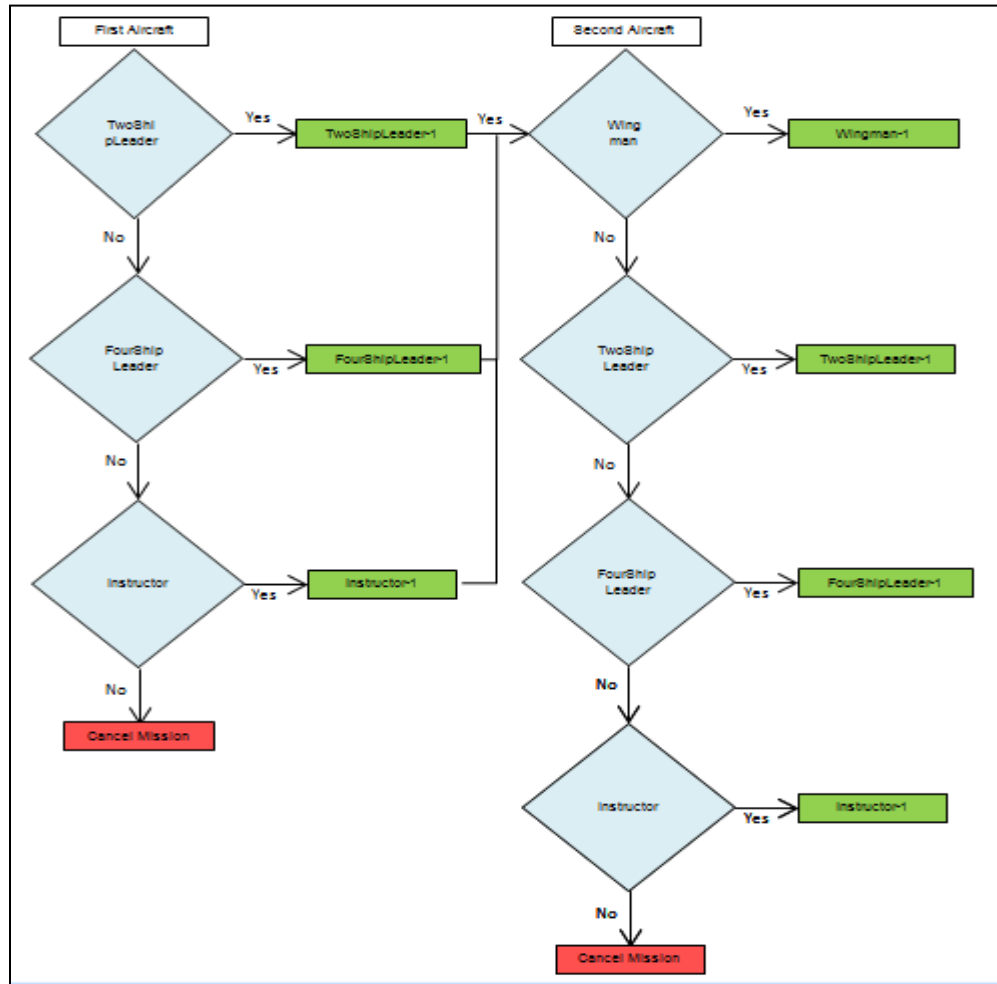 First Aircraft
Second Aircraft
TwoShi
pLeader
Yes
TwoShipLeader-1
Yes
Wing
man
Yes
Wingman-1
No
No
FourShip
Leader
Yes
FourShipLeader-1
TwoShip
Leader
Yes
TwoShipLeader-1
No
No
Instructor
Yes
Instructor-1
FourShip
Leader
Yes
FourShipLeader-1
No
No
Cancel Mission
Instructor
Yes
Instructor-1
No
Cancel Mission